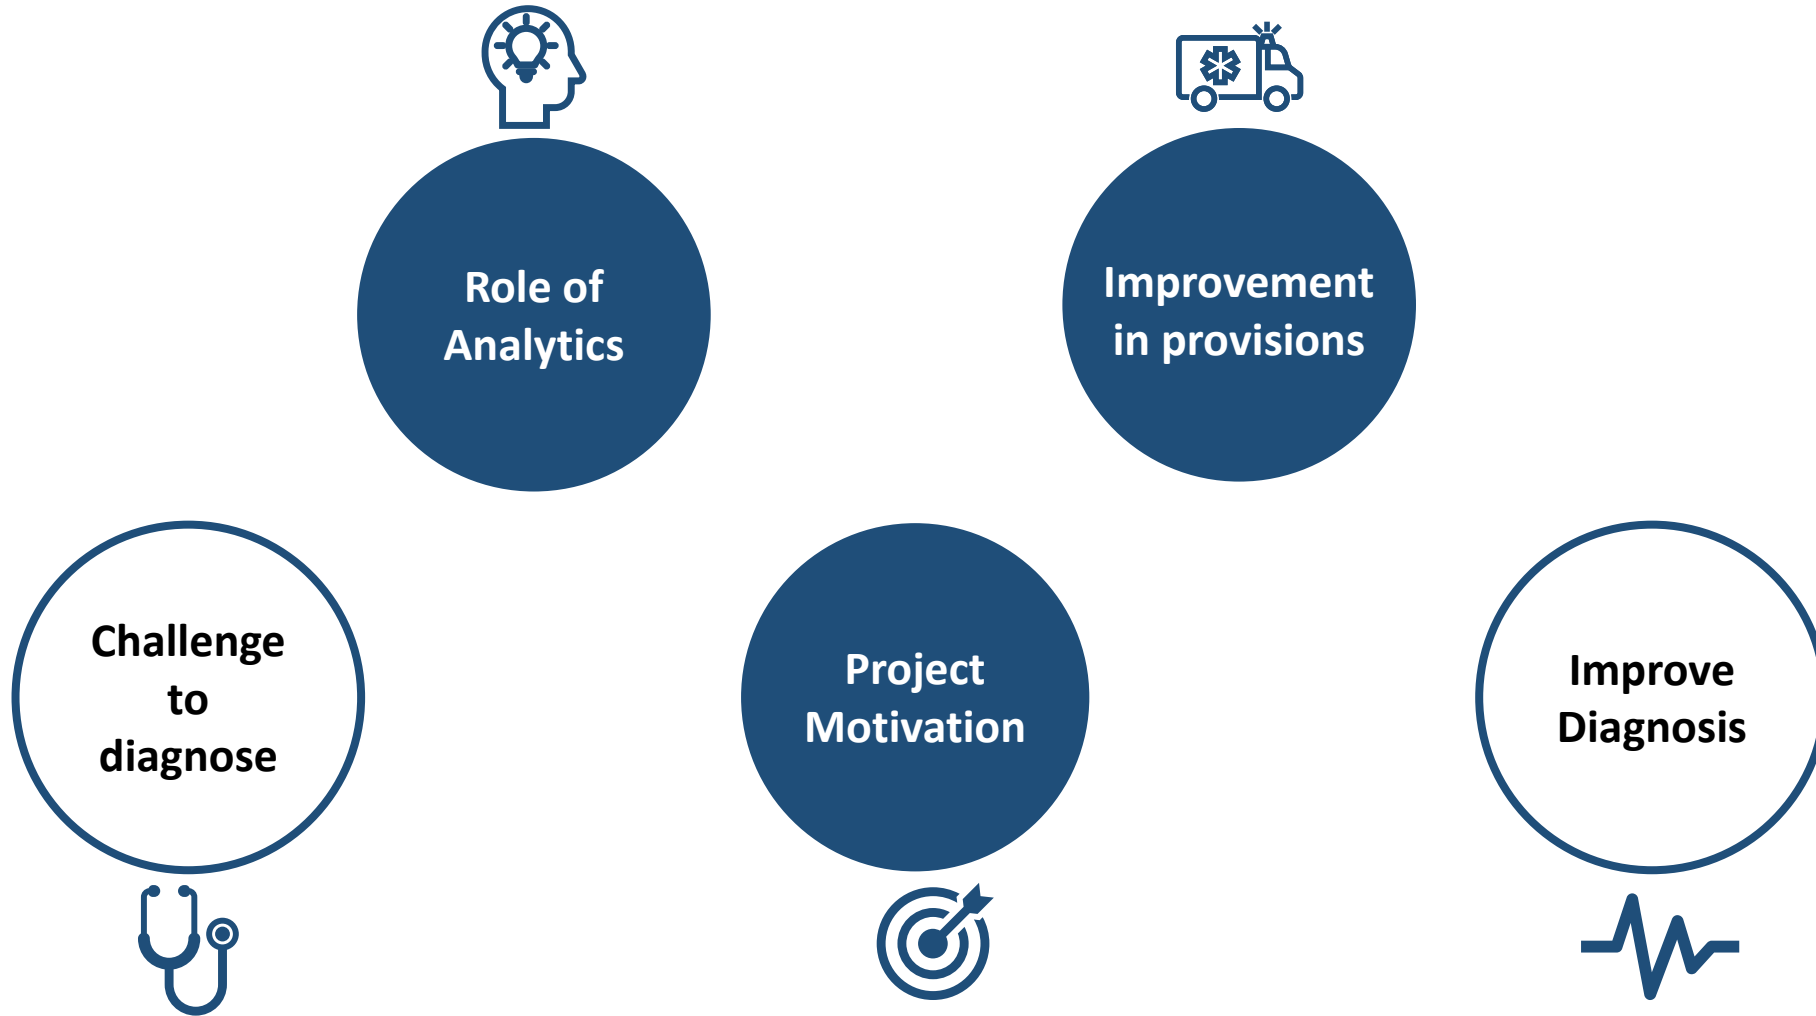 Role of
Analytics
Improvement
in provisions
Challenge
to
diagnose
Project
Motivation
Improve
Diagnosis